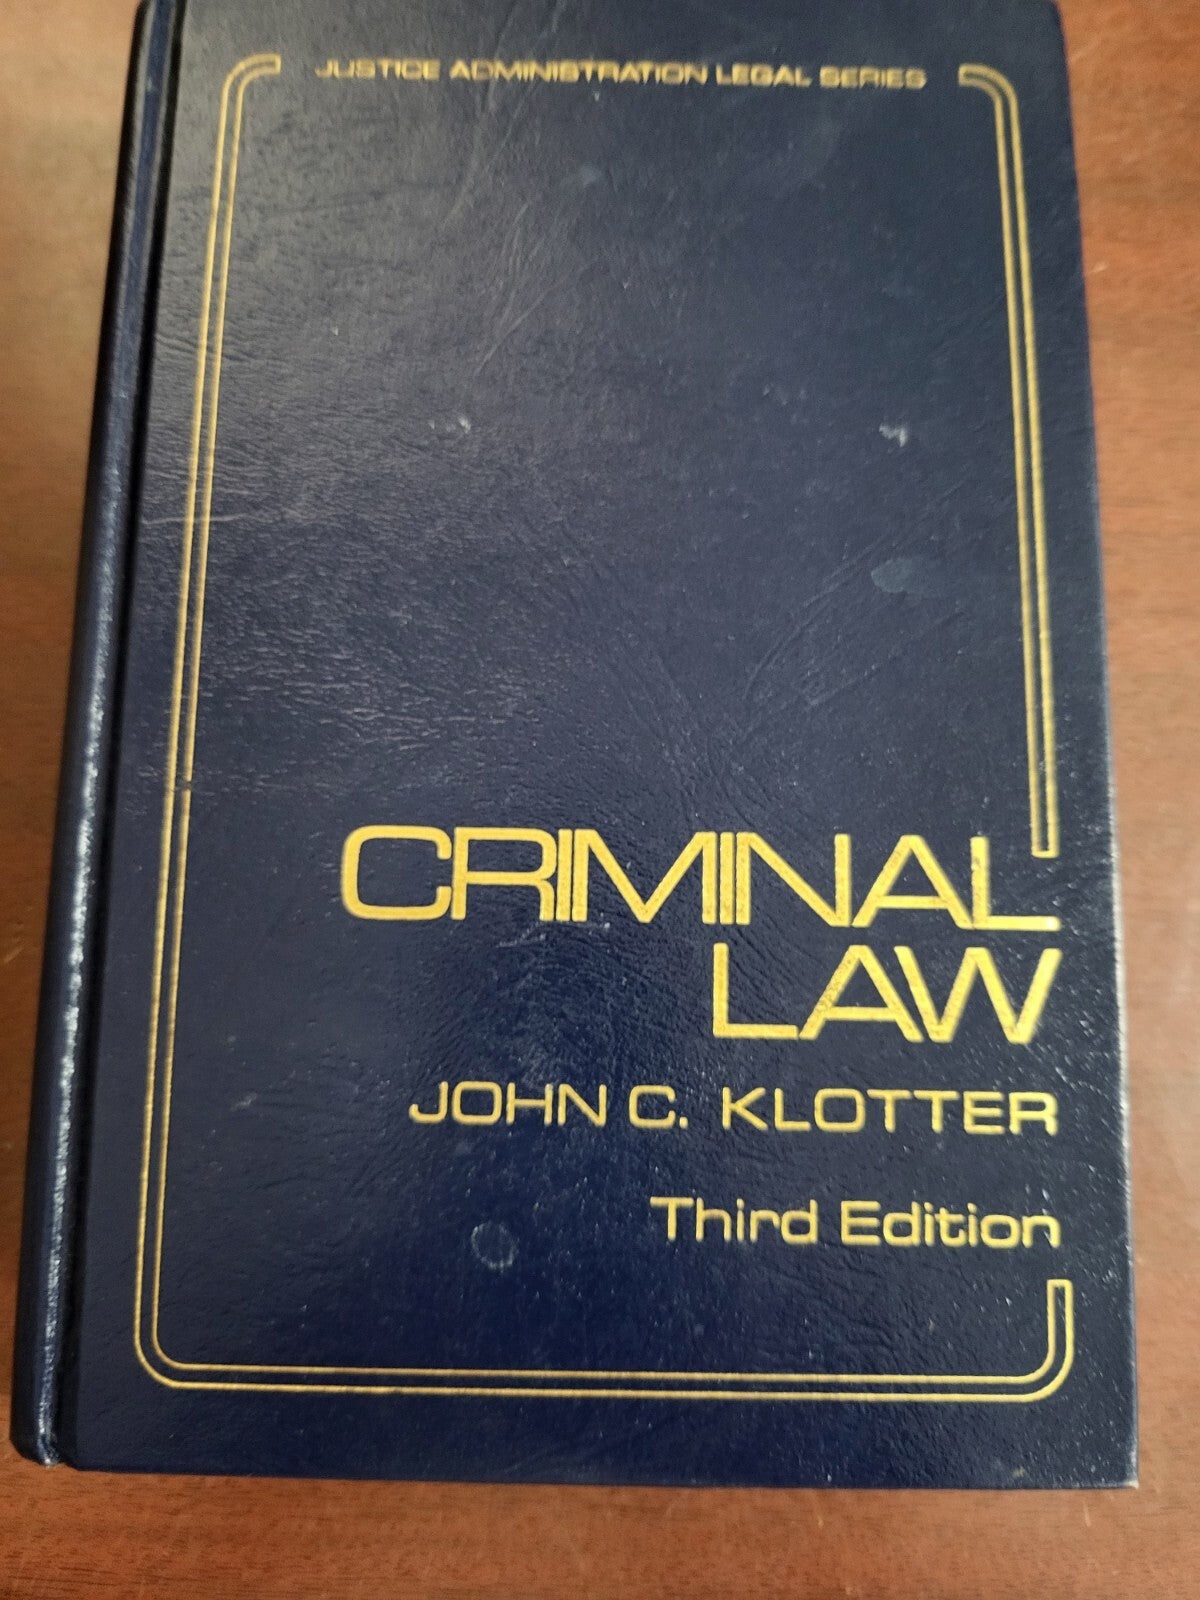 JUSTICE ADMINISTRATION LEGAL SERIES
CRIMINAL
LAW
JOHN C. KLOTTER
Third Edition